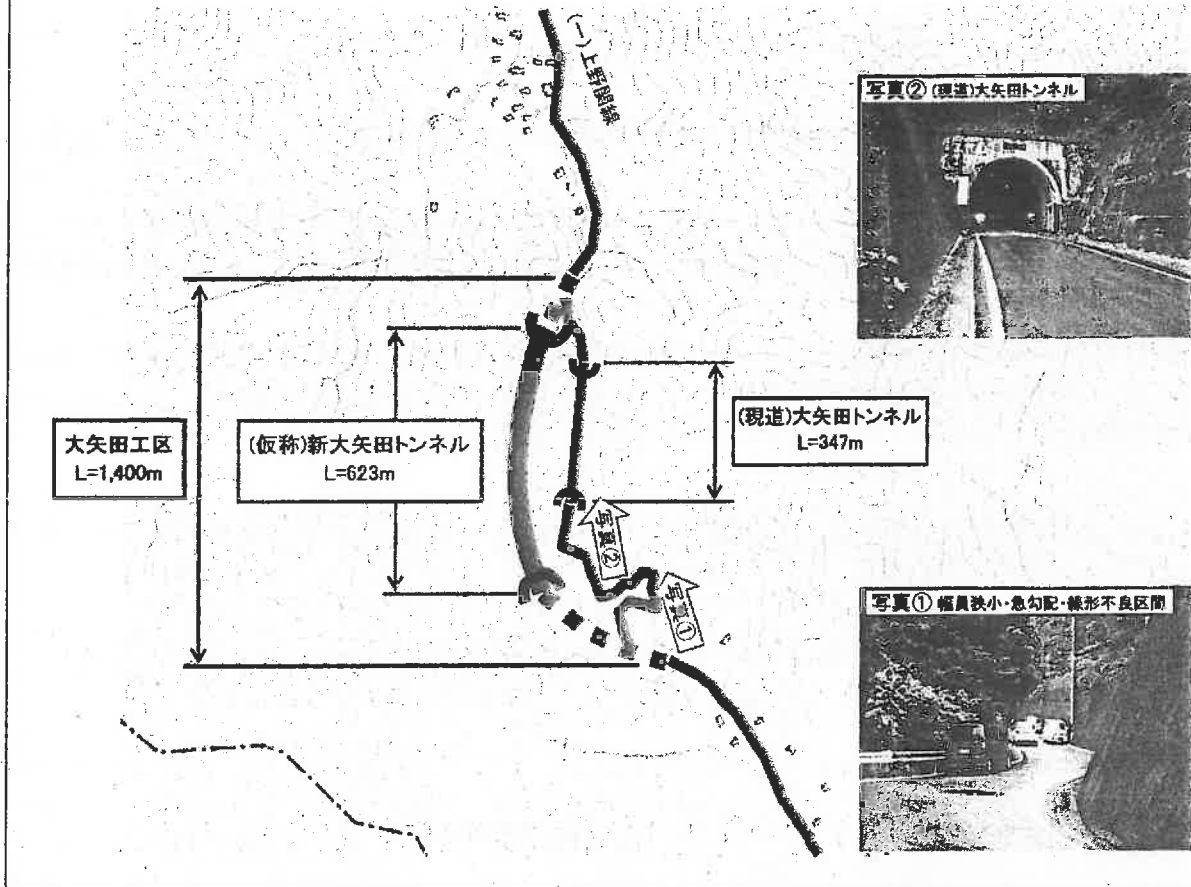 (一)上野関線
写真② (現道)大矢田トンネル
大矢田工区
L=1,400m
(仮称)新大矢田トンネル
L=623m
(現道)大矢田トンネル
L=347m
写真②
写真①
写真① 幅員狭小・急勾配・線形不良区間